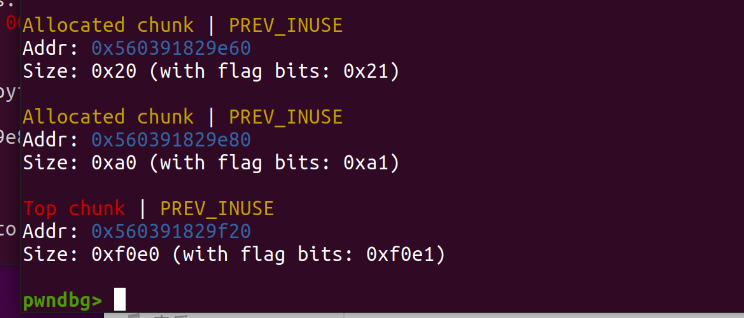 Allocated chunk | PREV_INUSE
Addr: 0x560391829e60
Size: 0x20 (with flag bits: 0x21)
Allocated chunk | PREV_INUSE
Addr: 0x560391829e80
Size: 0xa0 (with flag bits: 0xa1)
Top chunk | PREV_INUSE
Addr: 0x560391829f20
Size: 0xf0e0 (with flag bits: 0xf0e1)
pwndbg>